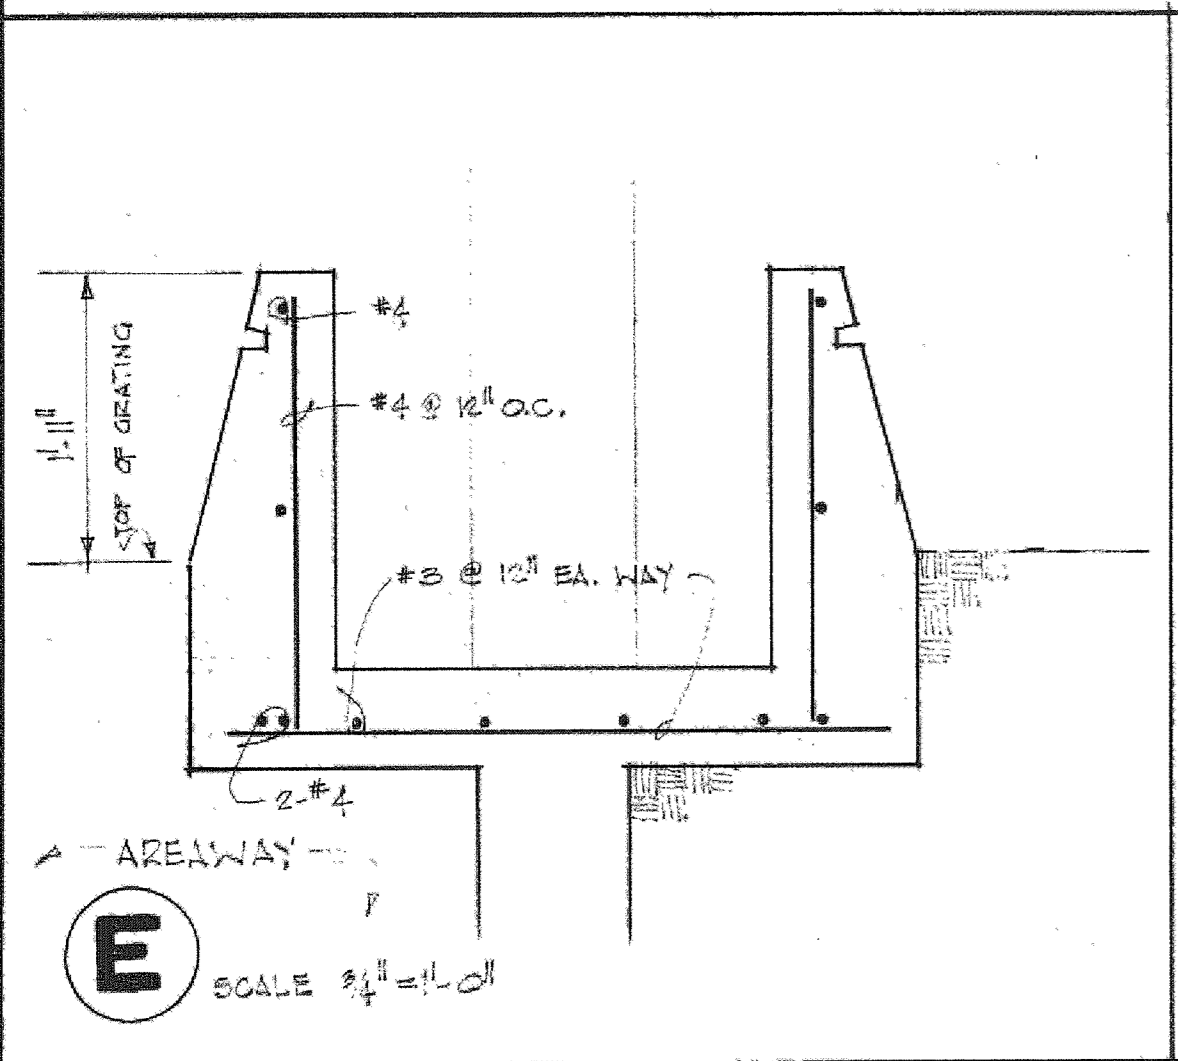 #4
#4 @ 12" O.C.
1'-11"
TOP OF GRATING
#3 @ 12" EA. WAY
2-#4
AREAWAY
E
SCALE 3/4" = 1'-0"